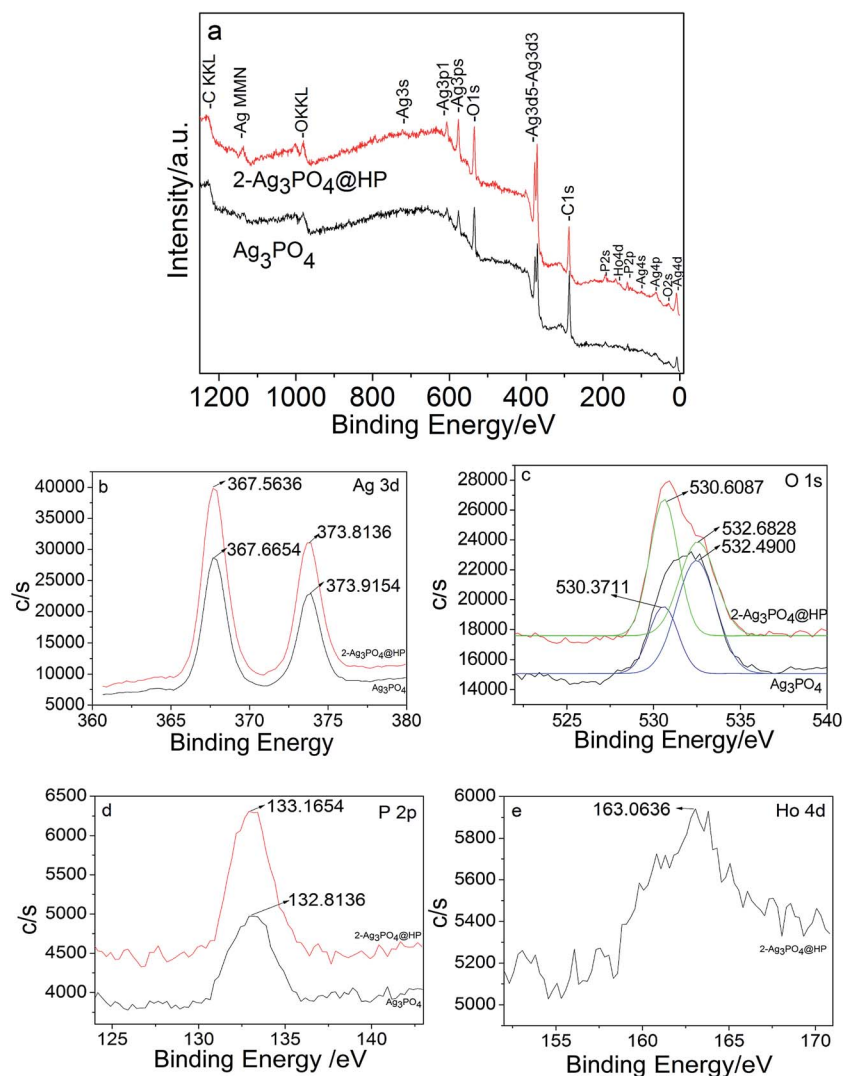 a
-C KKL
-Ag MMN
-OKKL
-Ag3s
-Ag3p1
-Ag3ps
-O1s
-Ag3d5-Ag3d3
-C1s
-P2s
-Ho4d
-P2p
-Ag4s
-Ag4p
-O2s
-Ag4d
2-Ag₃PO₄@HP
Ag₃PO₄
Intensity/a.u.
1200 1000 800 600 400 200 0
Binding Energy/eV
b
Ag 3d
40000
35000
30000
25000
20000
15000
10000
5000
c/s
367.5636
367.6654
373.8136
373.9154
2-Ag₃PO₄@HP
Ag₃PO₄
360 365 370 375 380
Binding Energy
c
O 1s
28000
26000
24000
22000
20000
18000
16000
14000
c/s
530.6087
532.6828
532.4900
530.3711
2-Ag₃PO₄@HP
Ag₃PO₄
525 530 535 540
Binding Energy/eV
d
P 2p
6500
6000
5500
5000
4500
4000
c/s
133.1654
132.8136
2-Ag₃PO₄@HP
Ag₃PO₄
125 130 135 140
Binding Energy /eV
e
Ho 4d
6000
5800
5600
5400
5200
5000
c/s
163.0636
2-Ag₃PO₄@HP
155 160 165 170
Binding Energy/eV